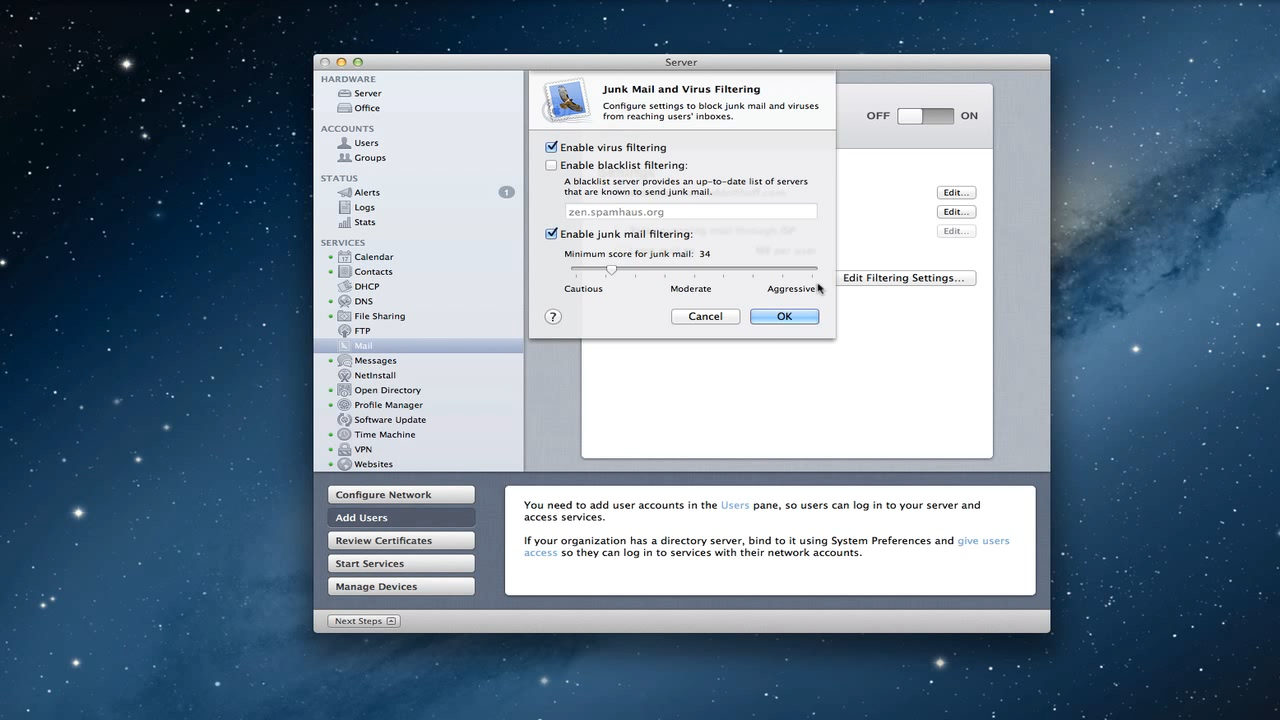 Server
HARDWARE
Server
Office
ACCOUNTS
Users
Groups
STATUS
Alerts
1
Logs
Stats
SERVICES
Calendar
Contacts
DHCP
DNS
File Sharing
FTP
Mail
Messages
NetInstall
Open Directory
Profile Manager
Software Update
Time Machine
VPN
Websites
Junk Mail and Virus Filtering
Configure settings to block junk mail and viruses
from reaching users' inboxes.
Enable virus filtering
Enable blacklist filtering:
A blacklist server provides an up-to-date list of servers
that are known to send junk mail.
zen.spamhaus.org
Enable junk mail filtering:
Minimum score for junk mail: 34
Cautious
Moderate
Aggressive
?
Cancel
OK
OFF
ON
Edit...
Edit...
Edit...
Edit Filtering Settings...
Configure Network
Add Users
Review Certificates
Start Services
Manage Devices
You need to add user accounts in the Users pane, so users can log in to your server and
access services.
If your organization has a directory server, bind to it using System Preferences and give users
access so they can log in to services with their network accounts.
Next Steps